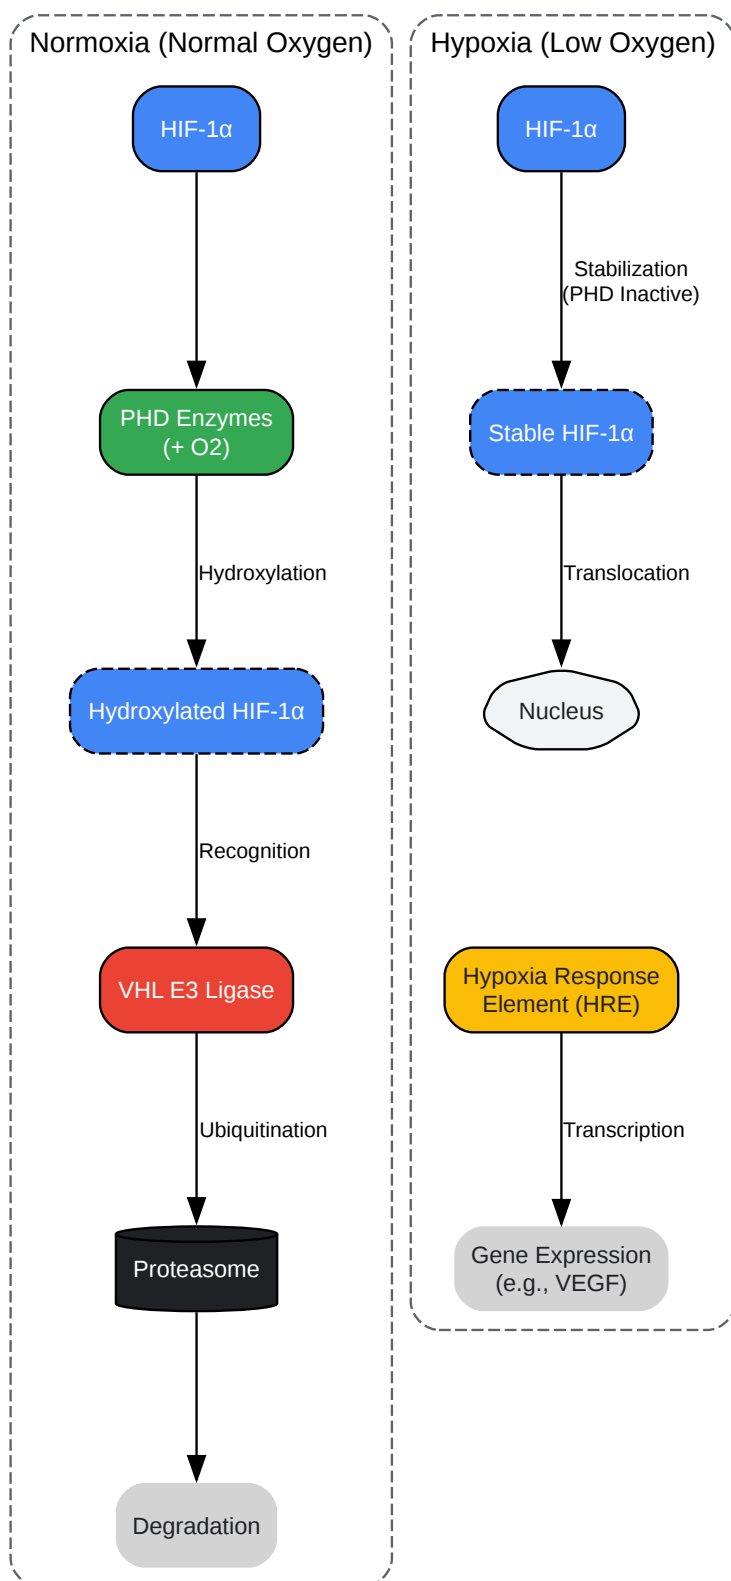 Normoxia (Normal Oxygen)
HIF-1α
PHD Enzymes
(+ O2)
Hydroxylation
Hydroxylated HIF-1α
Recognition
VHL E3 Ligase
Ubiquitination
Proteasome
Degradation
Hypoxia (Low Oxygen)
HIF-1α
Stabilization
(PHD Inactive)
Stable HIF-1α
Translocation
Nucleus
Hypoxia Response
Element (HRE)
Transcription
Gene Expression
(e.g., VEGF)